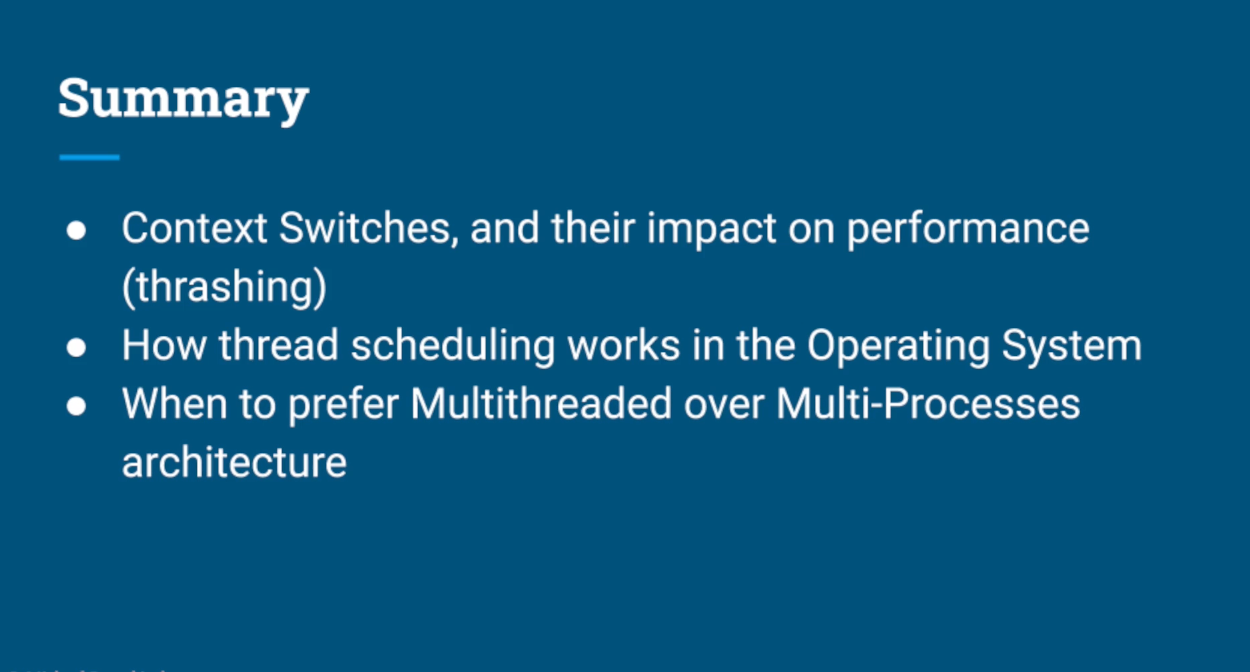 Summary
● Context Switches, and their impact on performance
(thrashing)
● How thread scheduling works in the Operating System
● When to prefer Multithreaded over Multi-Processes
architecture